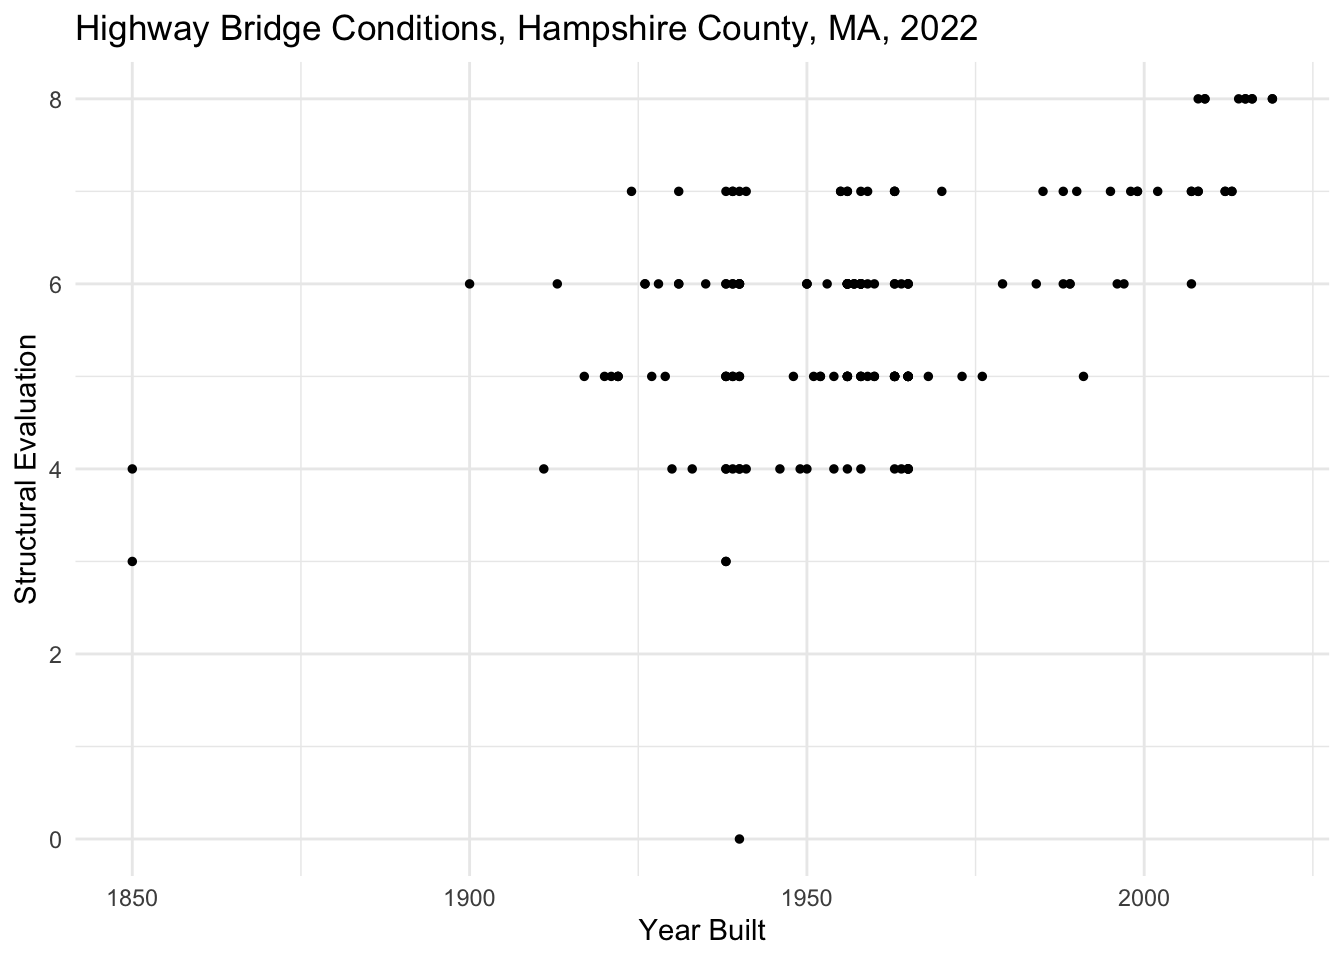 Highway Bridge Conditions, Hampshire County, MA, 2022
8
6
4
2
0
Structural Evaluation
1850 1900 1950 2000
Year Built